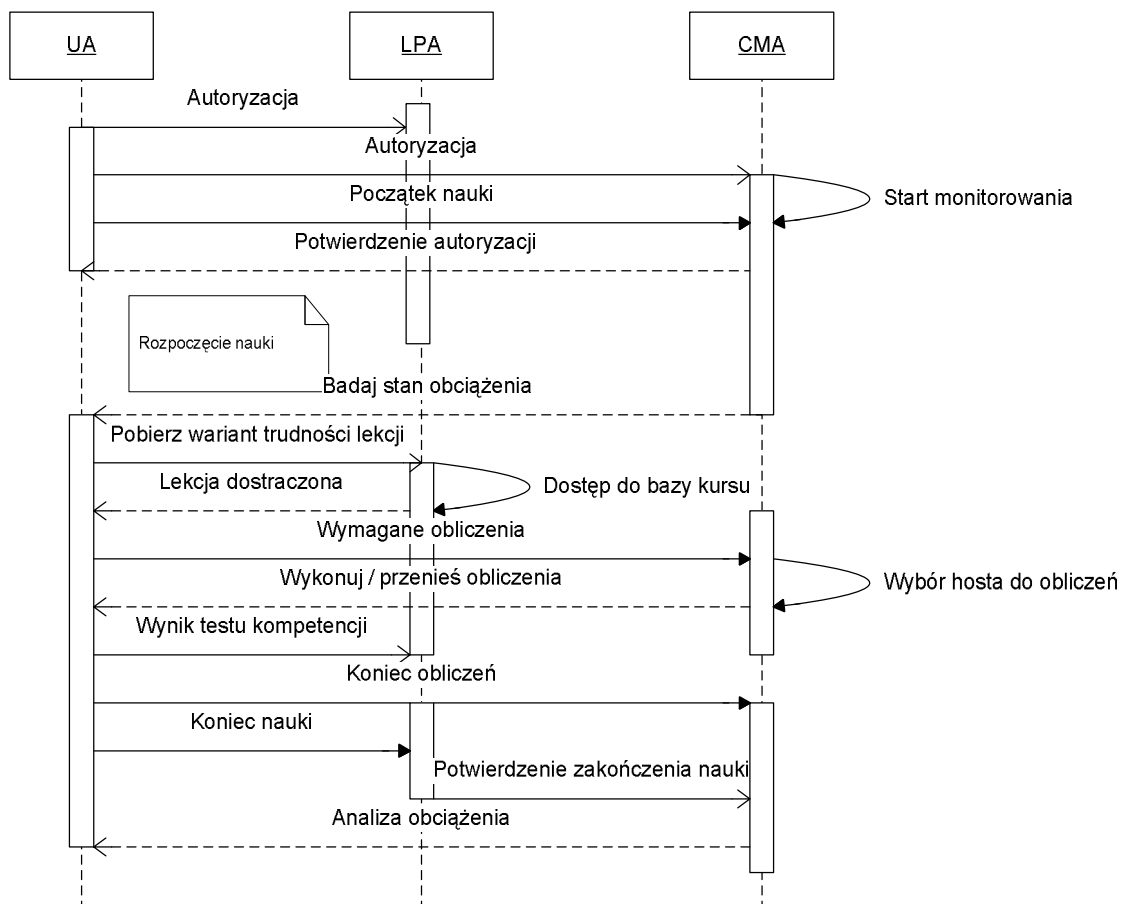 UA
LPA
CMA
Autoryzacja
Autoryzacja
Początek nauki
Start monitorowania
Potwierdzenie autoryzacji
Rozpoczęcie nauki
Badaj stan obciążenia
Pobierz wariant trudności lekcji
Lekcja dostraczona
Dostęp do bazy kursu
Wymagane obliczenia
Wykonuj / przenieś obliczenia
Wybór hosta do obliczeń
Wynik testu kompetencji
Koniec obliczeń
Koniec nauki
Potwierdzenie zakończenia nauki
Analiza obciążenia